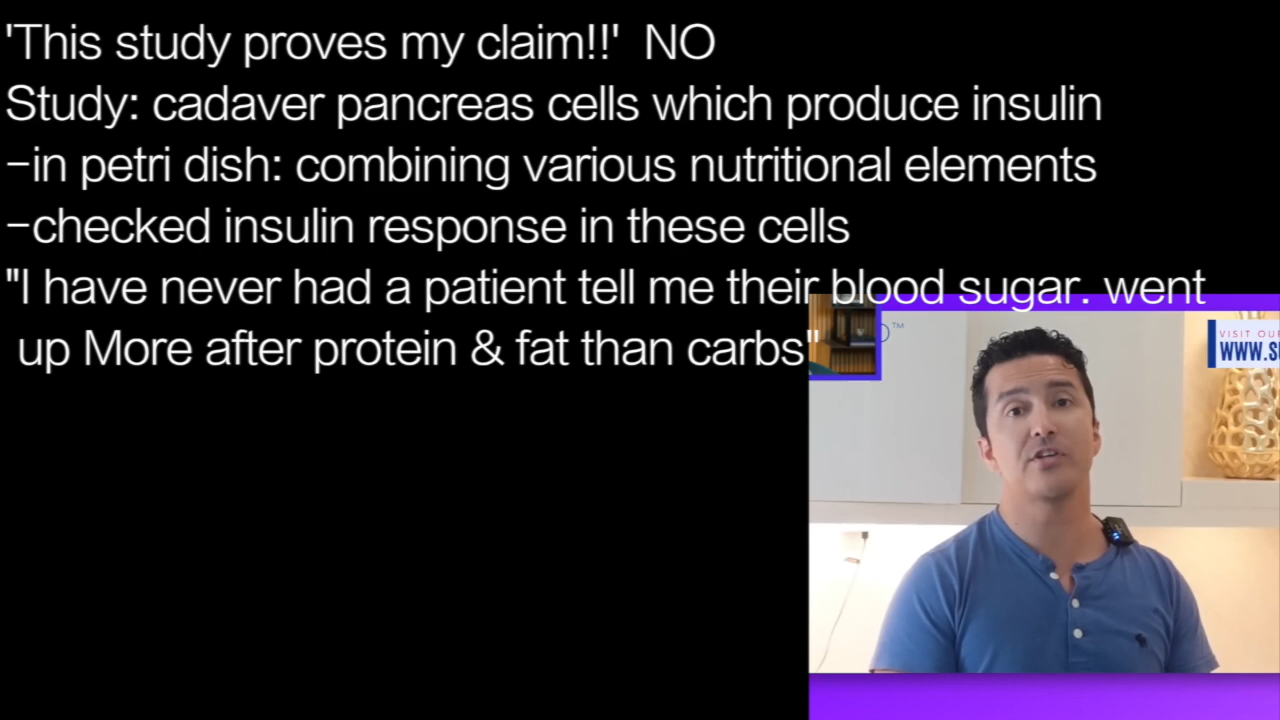 'This study proves my claim!!'  NO
Study: cadaver pancreas cells which produce insulin
–in petri dish: combining various nutritional elements
–checked insulin response in these cells
"I have never had a patient tell me their blood sugar. went
up More after protein & fat than carbs"
TM
VISIT OU
WWW.S